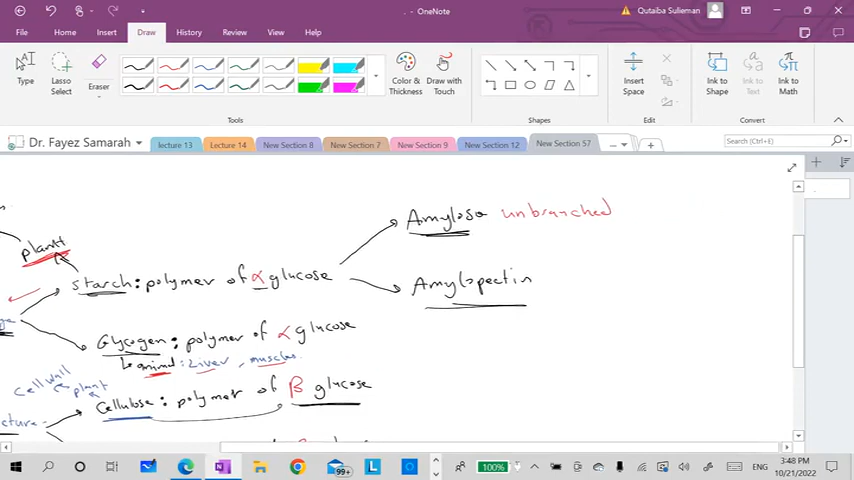 . - OneNote
Qutaiba Sulieman
File Home Insert Draw History Review View Help
Type
Lasso Select
Eraser
Color & Thickness
Draw with Touch
Insert Space
Ink to Shape
Ink to Text
Ink to Math
Tools
Shapes
Edit
Convert
Dr. Fayez Samarah
lecture 13 Lecture 14 New Section 8 New Section 7 New Section 9 New Section 12 New Section 57
Search (Ctrl+E)
Amylose unbranched
plant
starch: polymer of α glucose
Amylopectin
Glycogen: polymer of α glucose
animal: Liver, muscles.
Cell wall
plant
Cellulose: polymer of β glucose
cture
99+
100%
ENG
3:48 PM
10/21/2022